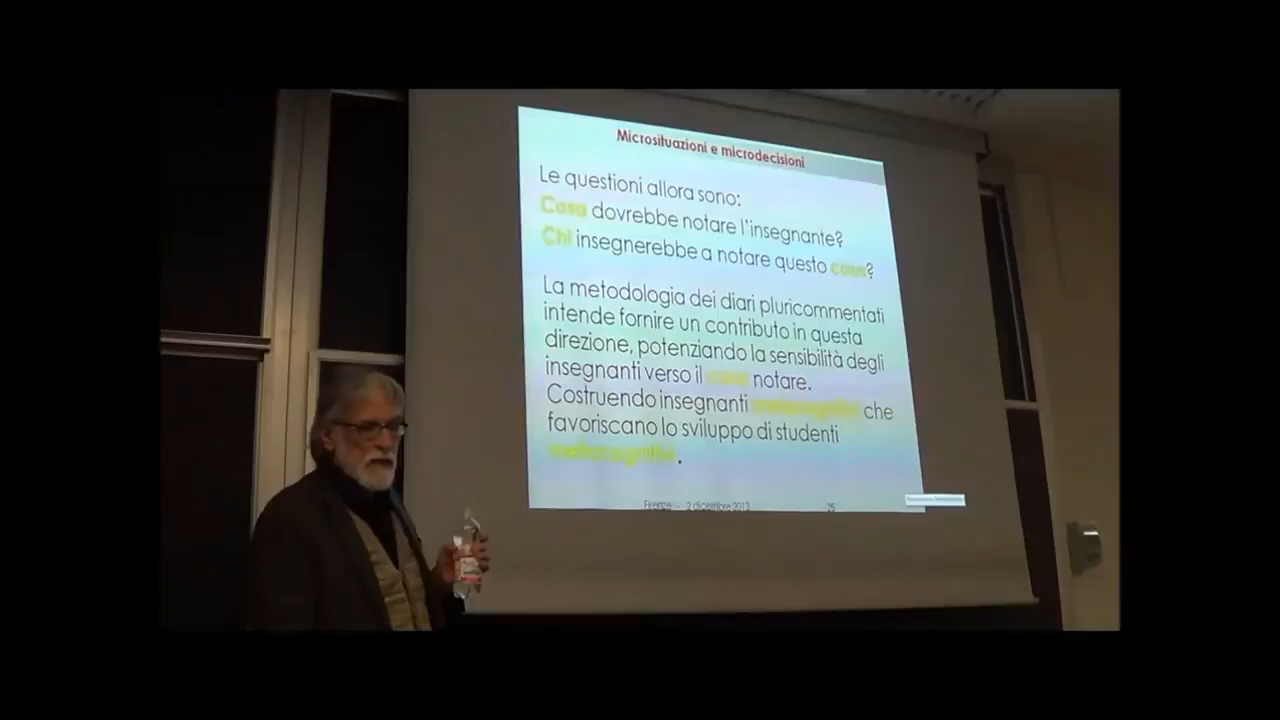 Microsituazioni e microdecisioni
Le questioni allora sono:
Cosa dovrebbe notare l'insegnante?
Chi insegnerebbe a notare questo cosa?
La metodologia dei diari pluricommentati
intende fornire un contributo in questa
direzione, potenziando la sensibilità degli
insegnanti verso il cosa notare.
Costruendo insegnanti metacognitivi che
favoriscano lo sviluppo di studenti
metacognitivi.
Firenze - 2 dicembre 2013 25